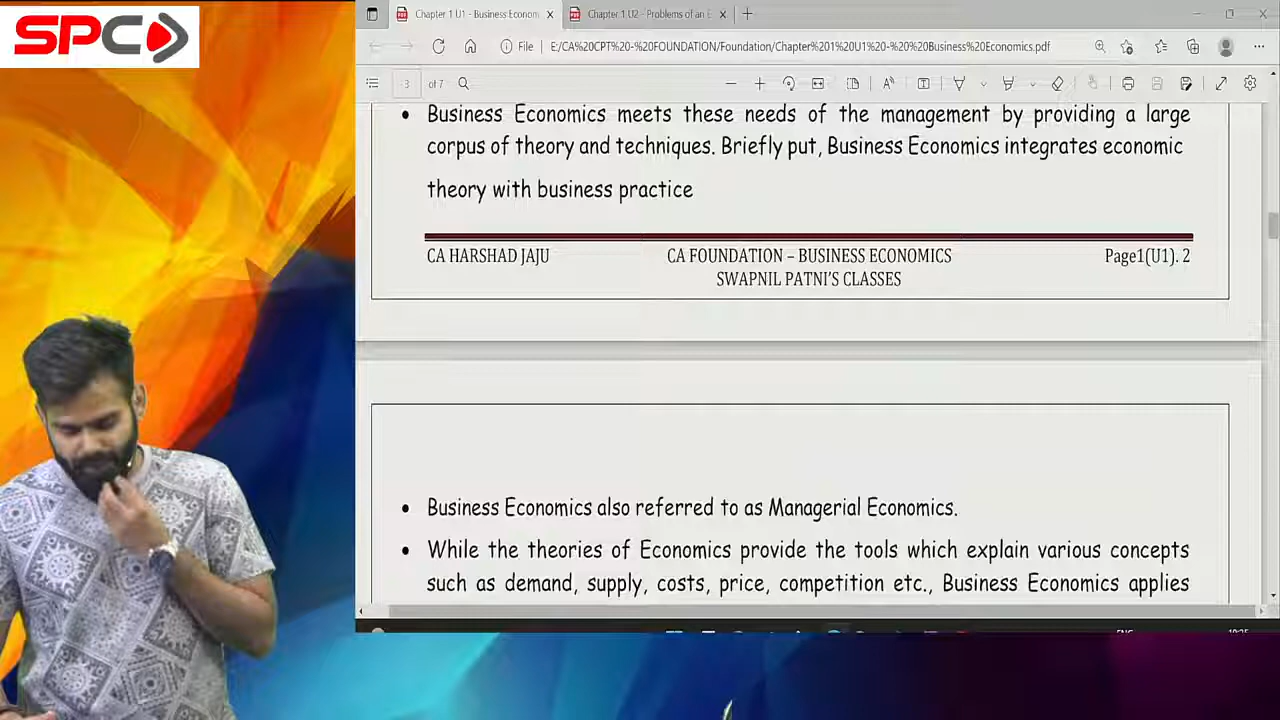 SPC
Chapter 1 U1 - Business Econom
Chapter 1 U2 - Problems of an E
File
E:/CA%20CPT%20-%20FOUNDATION/Foundation/Chapter%201%20U1%20-%20%20Business%20Economics.pdf
3 of 7
• Business Economics meets these needs of the management by providing a large
corpus of theory and techniques. Briefly put, Business Economics integrates economic
theory with business practice
CA HARSHAD JAJU CA FOUNDATION – BUSINESS ECONOMICS Page1(U1). 2
SWAPNIL PATNI'S CLASSES
• Business Economics also referred to as Managerial Economics.
• While the theories of Economics provide the tools which explain various concepts
such as demand, supply, costs, price, competition etc., Business Economics applies